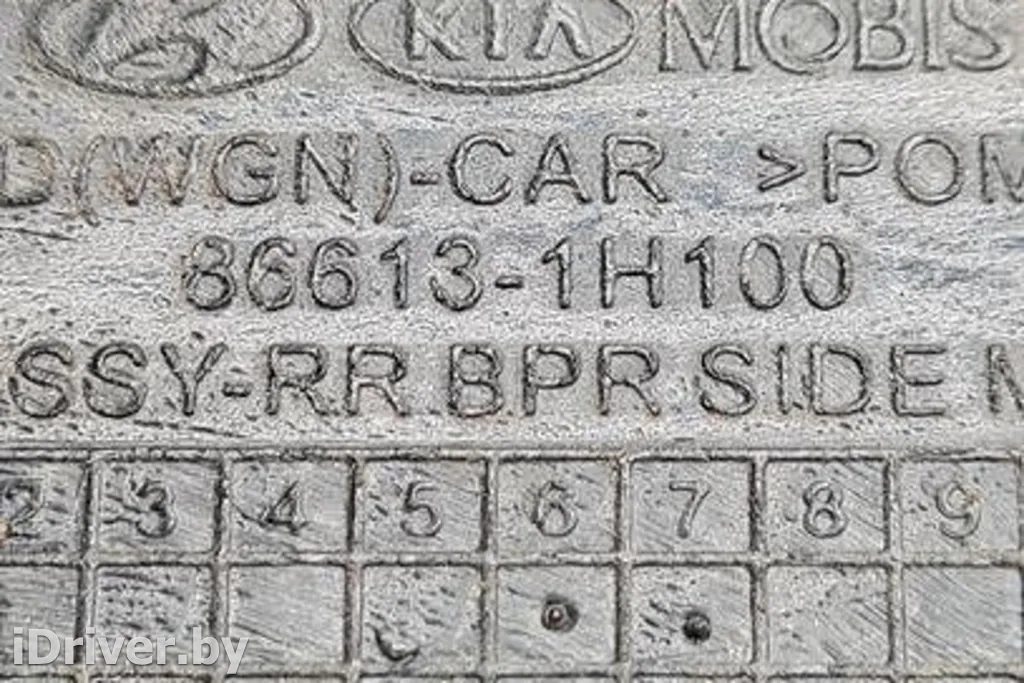 KIA MOBIS
D(WGN)-CAR >POM
86613-1H100
SSY-RR BPR SIDE M
2 3 4 5 6 7 8 9
iDriver.by